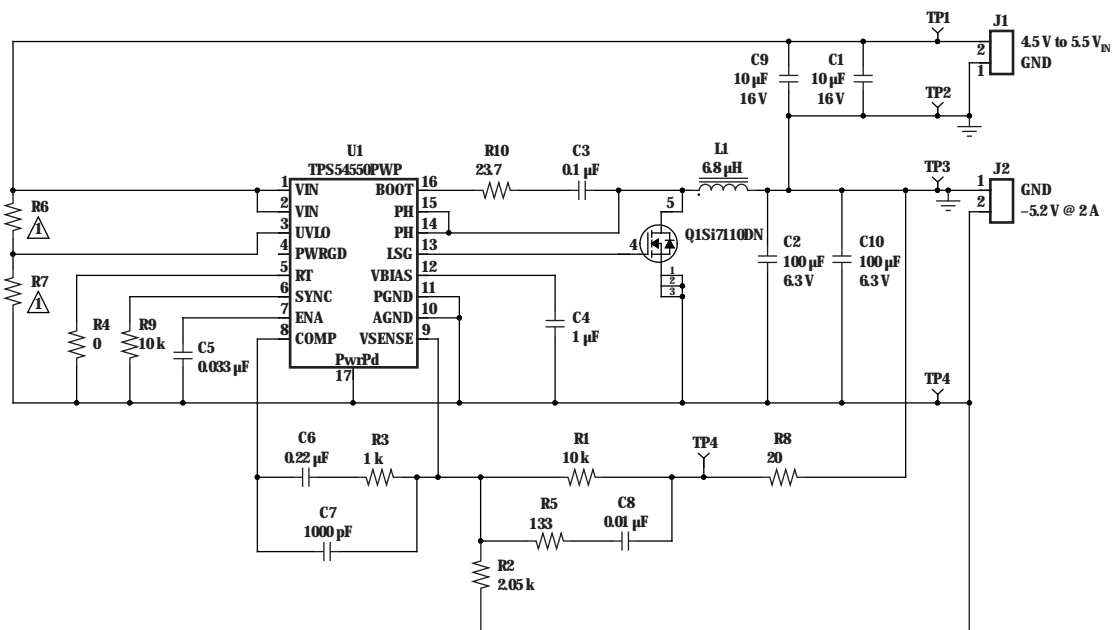 TP1
J1
4.5 V to 5.5 VIN
2
GND
1
C9
10 µF
16 V
C1
10 µF
16 V
TP2
U1
TPS54550PWP
R10
23.7
C3
0.1 µF
L1
6.8 µH
TP3
J2
1
GND
2
–5.2 V @ 2 A
1
VIN
BOOT
16
2
VIN
PH
15
3
UVLO
PH
14
4
PWRGD
LSG
13
5
RT
VBIAS
12
6
SYNC
PGND
11
7
ENA
AGND
10
8
COMP
VSENSE
9
PwrPd
17
R6
1
R7
1
R4
0
R9
10 k
C5
0.033 µF
5
4
Q1Si7110DN
1
2
3
C4
1 µF
C2
100 µF
6.3 V
C10
100 µF
6.3 V
TP4
C6
0.22 µF
R3
1 k
R1
10 k
TP4
R8
20
C7
1000 pF
R5
133
C8
0.01 µF
R2
2.05 k